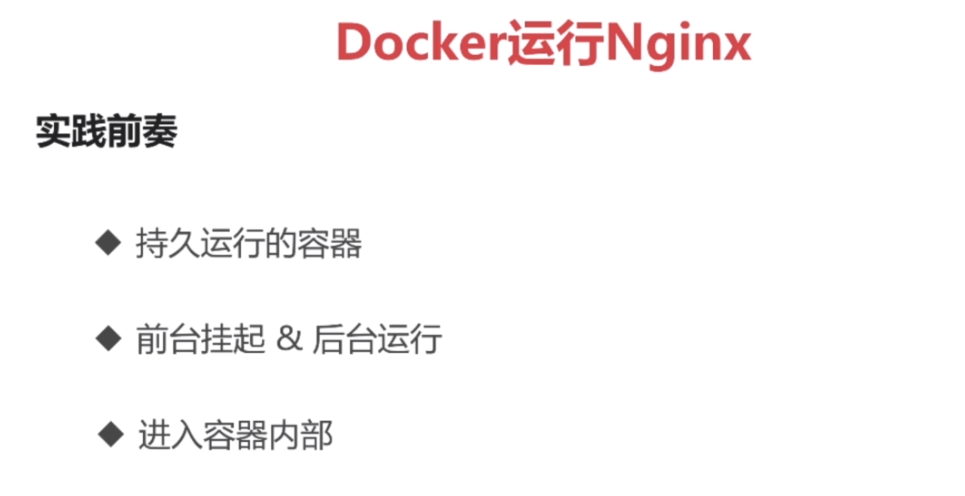 Docker运行Nginx
实践前奏
◆ 持久运行的容器
◆ 前台挂起 & 后台运行
◆ 进入容器内部